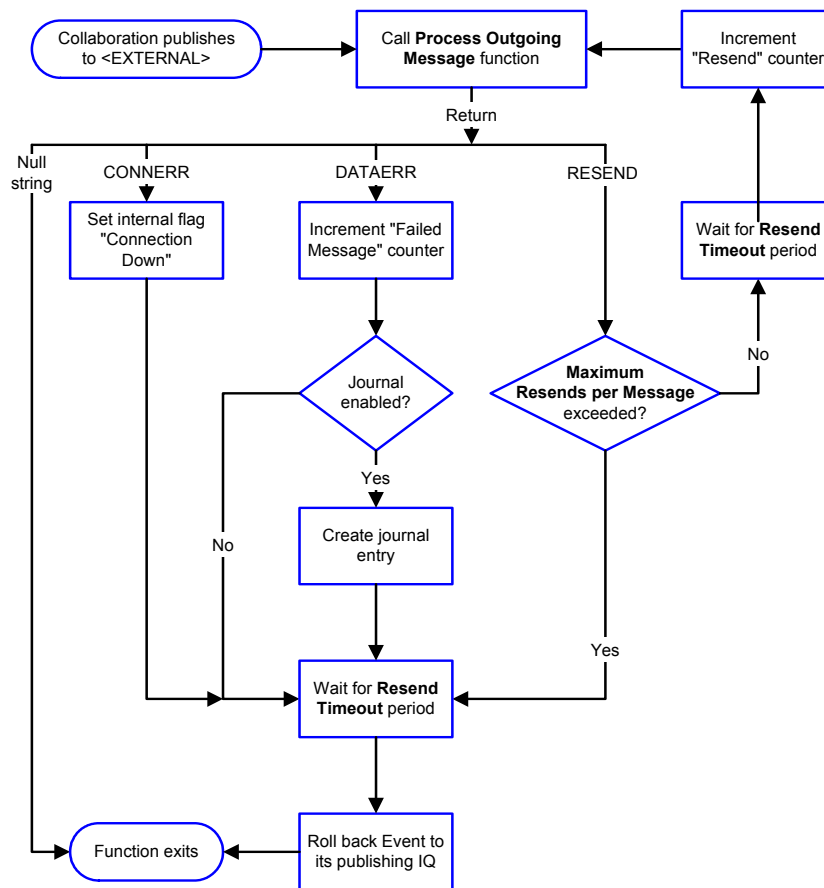 Collaboration publishes
to <EXTERNAL>
Call Process Outgoing
Message function
Increment
"Resend" counter
Return
Null
string
CONNERR
DATAERR
RESEND
Set internal flag
"Connection
Down"
Increment "Failed
Message" counter
Wait for Resend
Timeout period
Journal
enabled?
Maximum
Resends per Message
exceeded?
No
Yes
Create journal
entry
No
Yes
Wait for Resend
Timeout period
Function exits
Roll back Event to
its publishing IQ